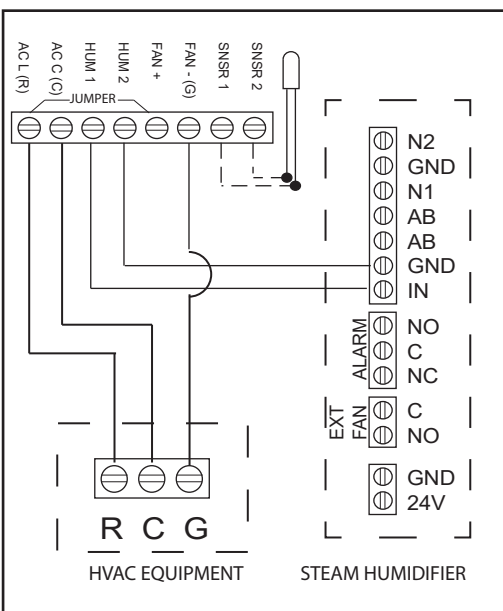 AC L (R)
AC C (C)
HUM 1
HUM 2
FAN +
FAN - (G)
SNSR 1
SNSR 2
JUMPER
N2
GND
N1
AB
AB
GND
IN
ALARM
NO
C
NC
EXT
FAN
C
NO
GND
24V
R C G
HVAC EQUIPMENT
STEAM HUMIDIFIER